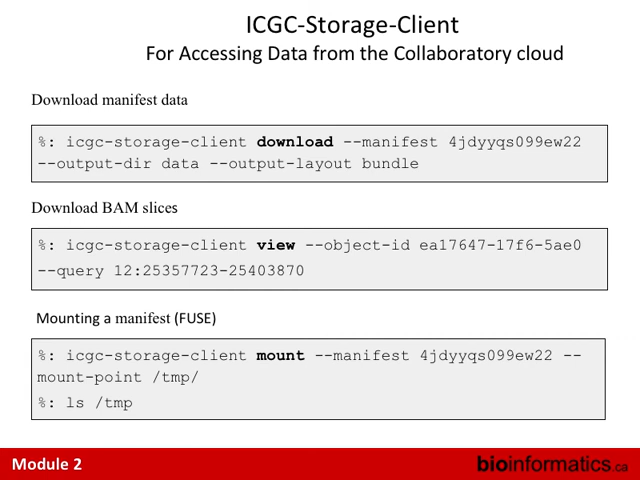 ICGC-Storage-Client
For Accessing Data from the Collaboratory cloud
Download manifest data
%: icgc-storage-client download --manifest 4jdyyqs099ew22
--output-dir data --output-layout bundle
Download BAM slices
%: icgc-storage-client view --object-id ea17647-17f6-5ae0
--query 12:25357723-25403870
Mounting a manifest (FUSE)
%: icgc-storage-client mount --manifest 4jdyyqs099ew22 --
mount-point /tmp/
%: ls /tmp
Module 2
bioinformatics.ca